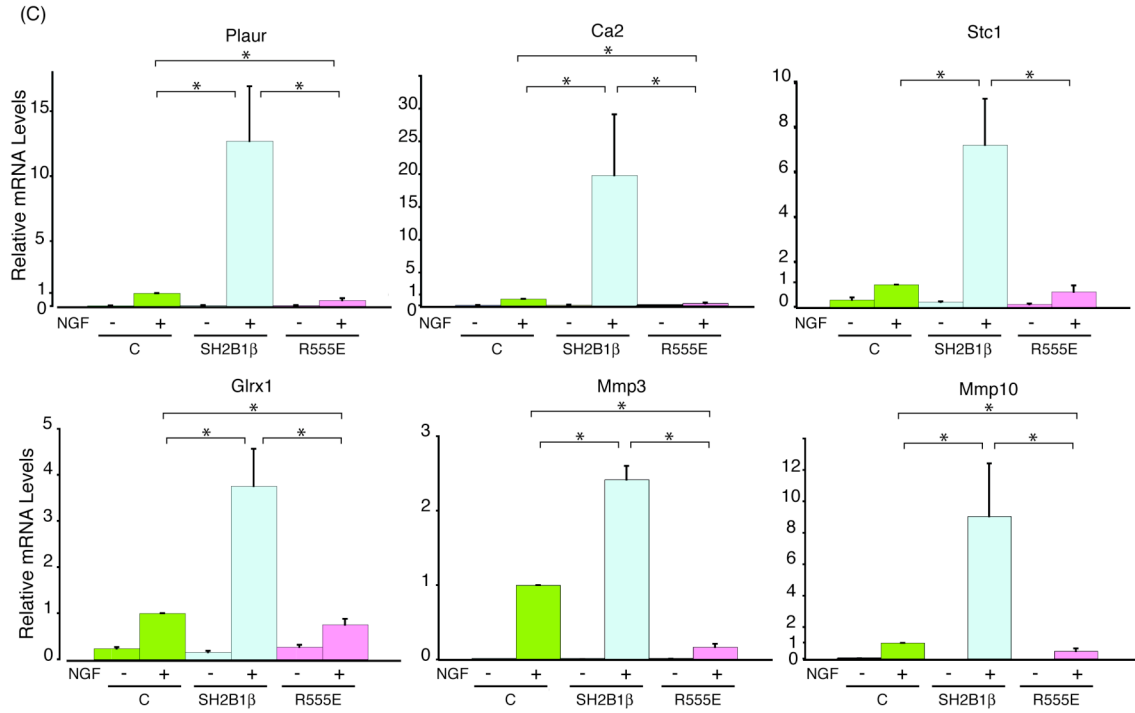 (C)
Plaur
Ca2
Stc1
Relative mRNA Levels
15
10
5
1
0
*
*
*
NGF - + - + - +
C SH2B1β R555E
30
25
20
15
10
5
1
0
*
*
*
NGF - + - + - +
C SH2B1β R555E
10
8
6
4
2
1
0
*
*
NGF - + - + - +
C SH2B1β R555E
Glrx1
Mmp3
Mmp10
Relative mRNA Levels
5
4
3
2
1
0
*
*
*
NGF - + - + - +
C SH2B1β R555E
3
2
1
0
*
*
*
NGF - + - + - +
C SH2B1β R555E
12
10
8
6
4
2
1
0
*
*
*
NGF - + - + - +
C SH2B1β R555E